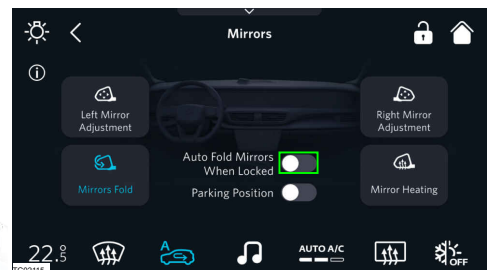 Mirrors
Left Mirror
Adjustment
Right Mirror
Adjustment
Auto Fold Mirrors
When Locked
Mirrors Fold
Parking Position
Mirror Heating
22.5
A
AUTO A/C
OFF
TC02115